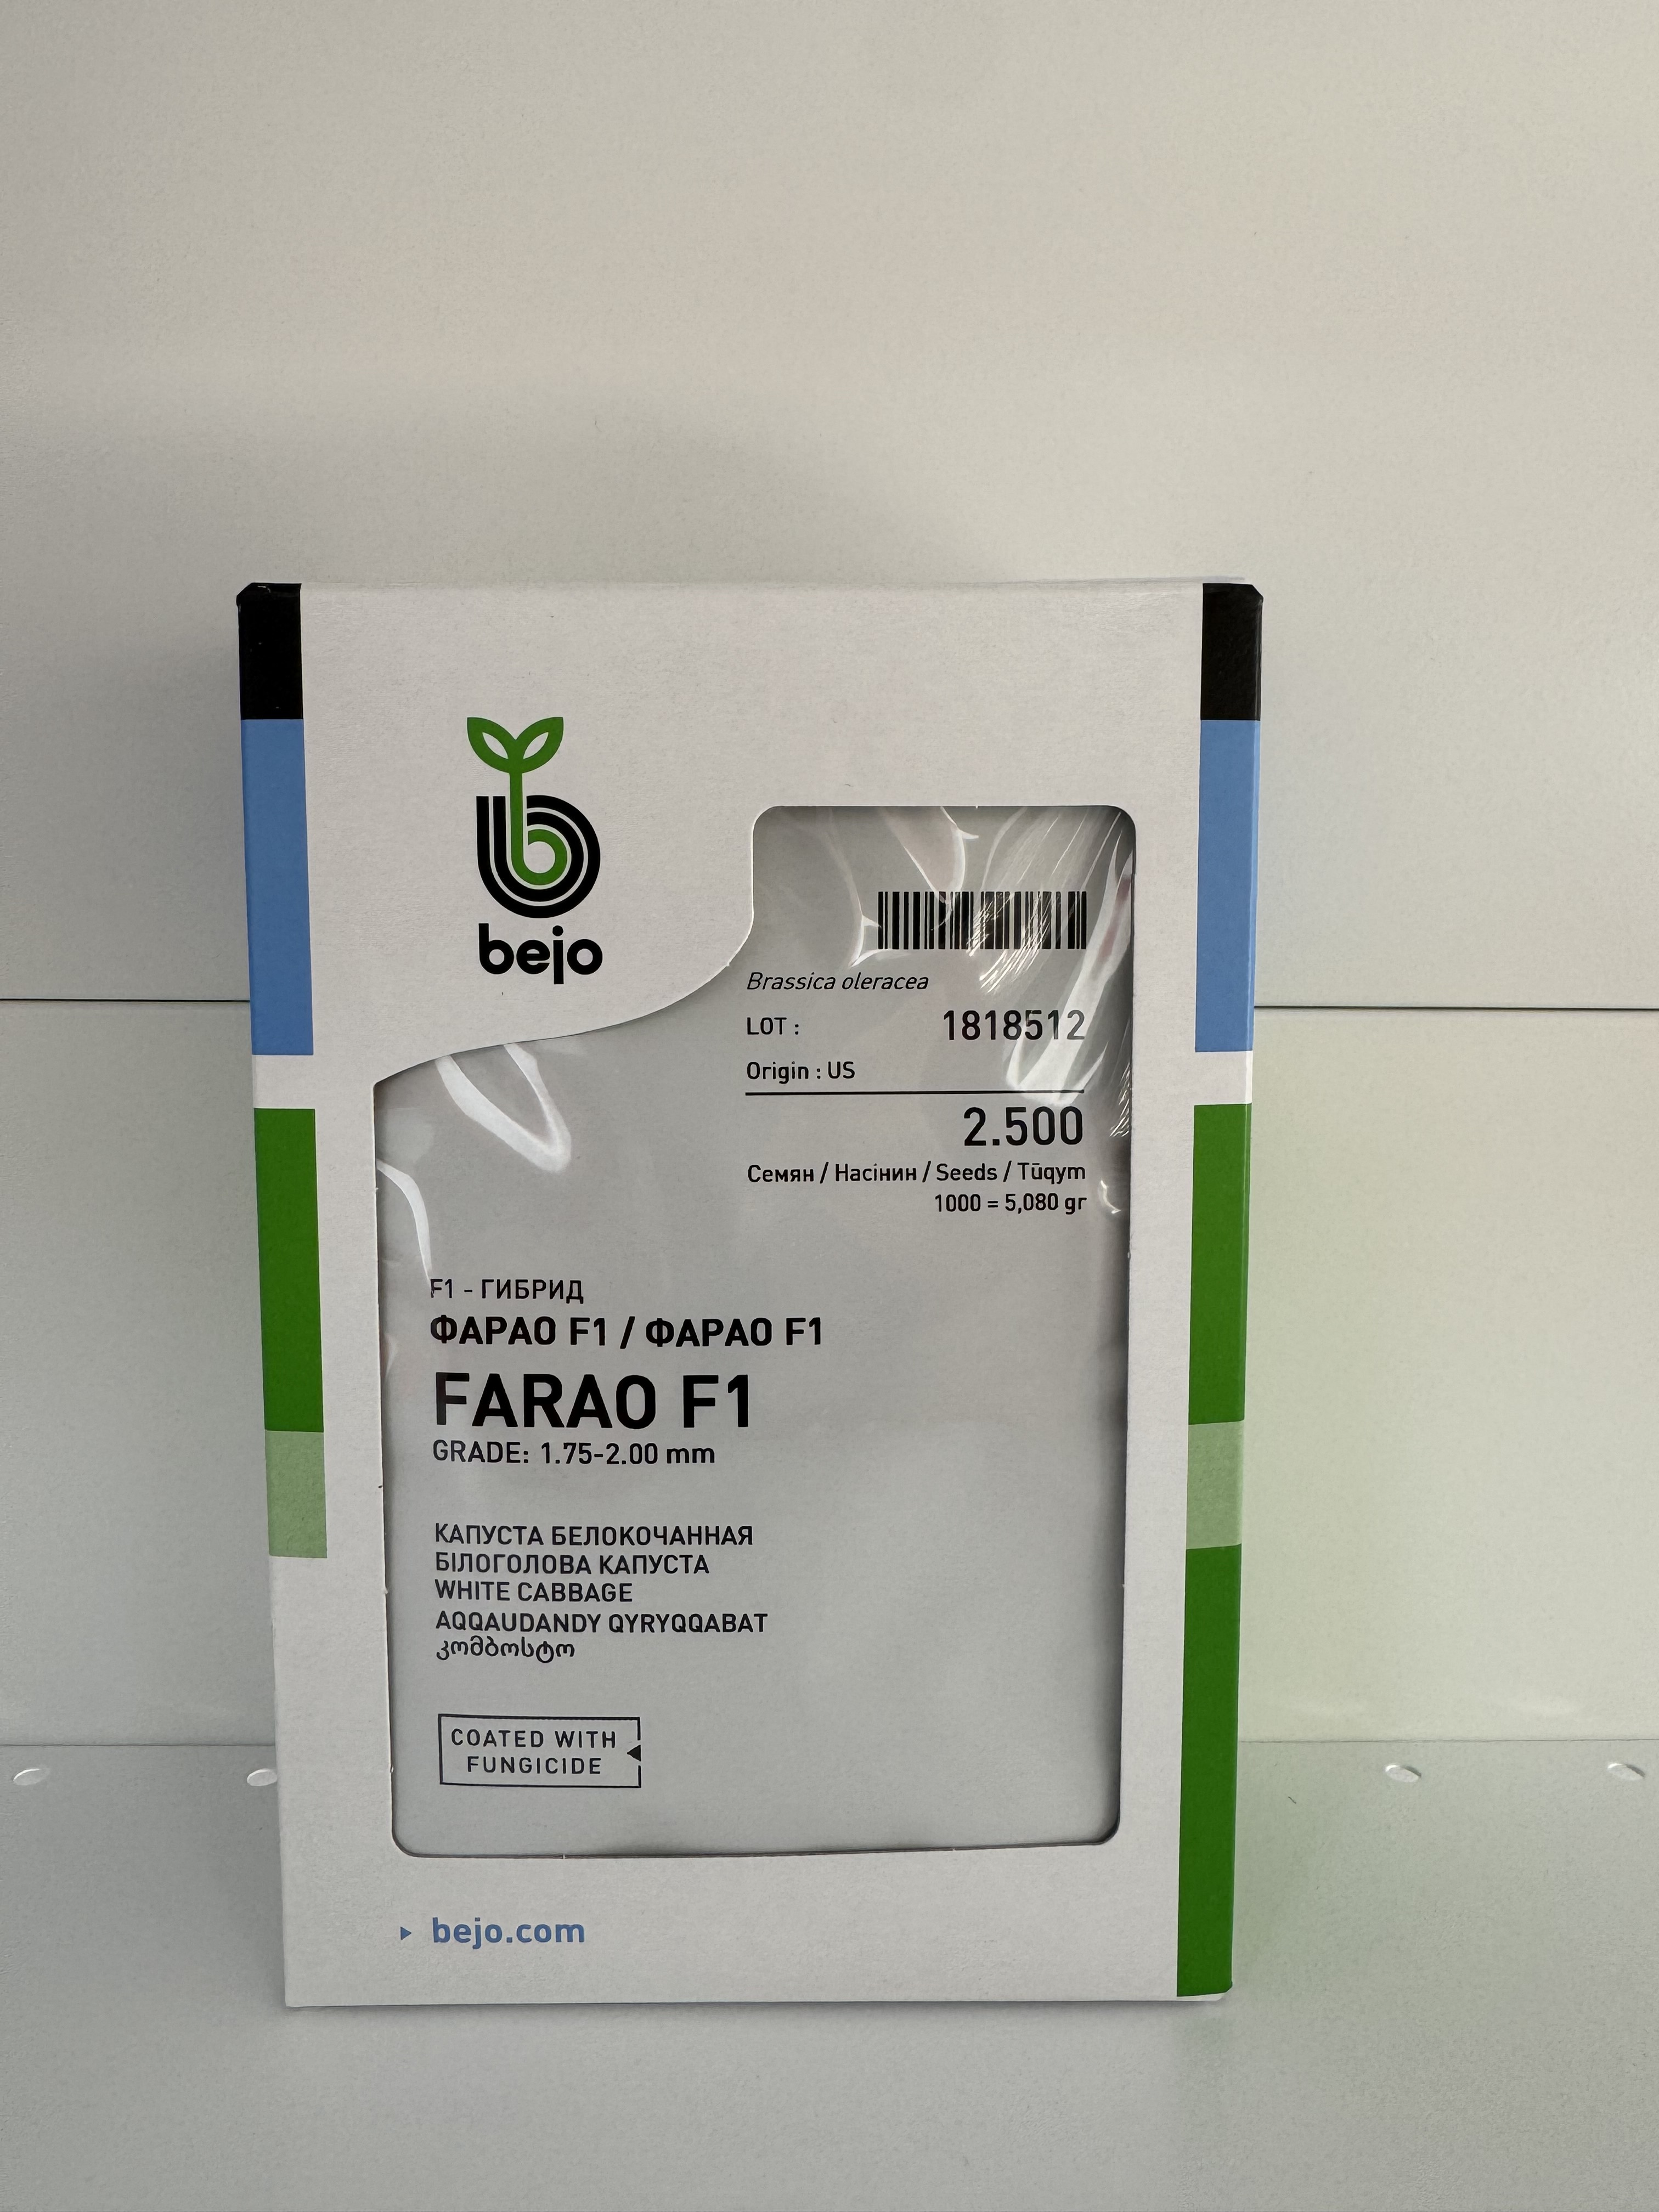 bejo
Brassica oleracea
LOT : 1818512
Origin : US
2.500
Семян / Насінин / Seeds / Tūqym
1000 = 5,080 gr
F1 - ГИБРИД
ФАРАО F1 / ФАРАО F1
FARAO F1
GRADE: 1.75-2.00 mm
КАПУСТА БЕЛОКОЧАННАЯ
БІЛОГОЛОВА КАПУСТА
WHITE CABBAGE
AQQAUDANDY QYRYQQABAT
კომბოსტო
COATED WITH
FUNGICIDE
bejo.com